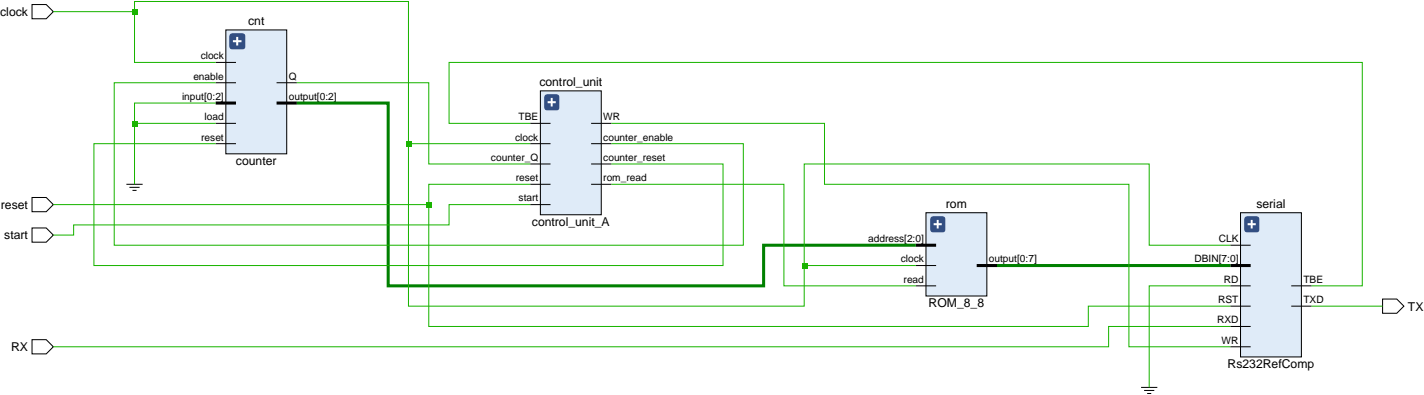 clock
cnt
clock
enable
input[0:2]
load
reset
Q
output[0:2]
counter
control_unit
TBE
clock
counter_Q
reset
start
WR
counter_enable
counter_reset
rom_read
control_unit_A
reset
start
rom
address[2:0]
clock
read
output[0:7]
ROM_8_8
serial
CLK
DBIN[7:0]
RD
RST
RXD
WR
TBE
TXD
Rs232RefComp
TX
RX